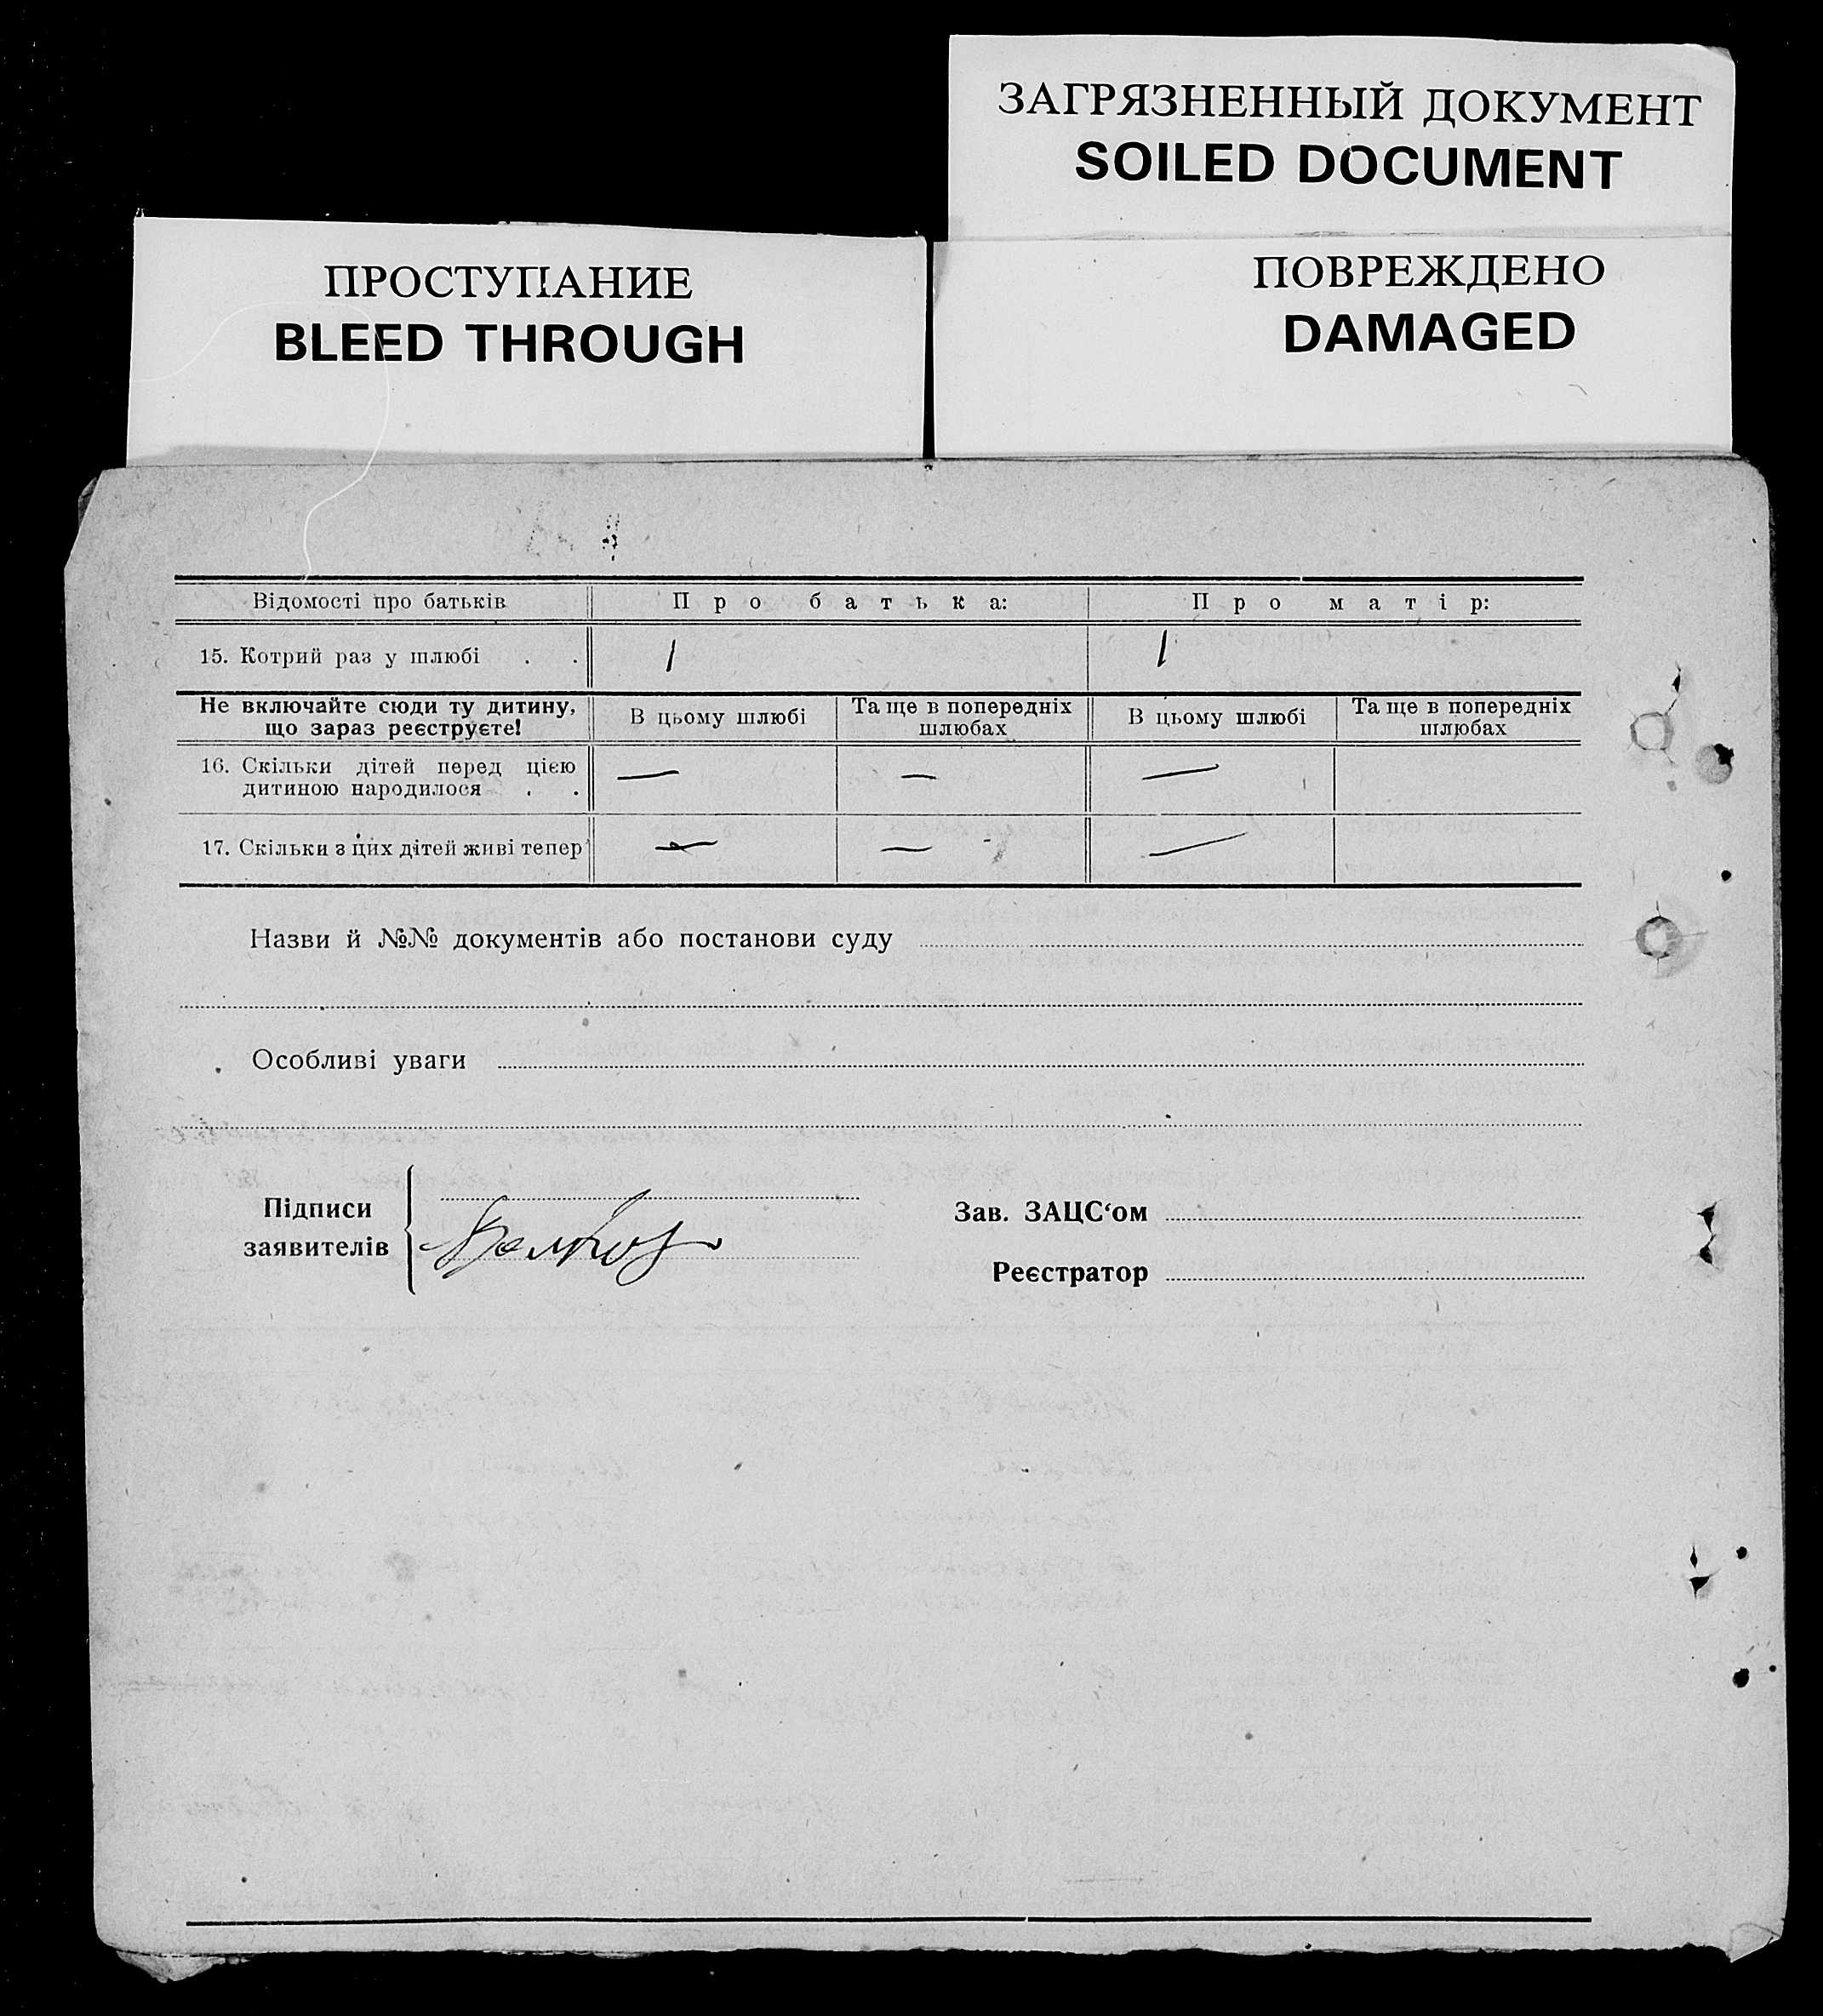 ЗАГРЯЗНЕННЫЙ ДОКУМЕНТ
SOILED DOCUMENT
ПРОСТУПАНИЕ
BLEED THROUGH
ПОВРЕЖДЕНО
DAMAGED
Відомості про батьків Про батька: Про матір:
15. Котрий раз у шлюбі . . 1 1
Не включайте сюди ту дитину, що зараз реєструєте! В цьому шлюбі Та ще в попередніх шлюбах В цьому шлюбі Та ще в попередніх шлюбах
16. Скільки дітей перед цією
дитиною народилося . . — — —
17. Скільки з цих дітей живі тепер — — —
Назви й №№ документів або постанови суду
Особливі уваги
Підписи
заявителів
Зав. ЗАЦС‘ом
Реєстратор